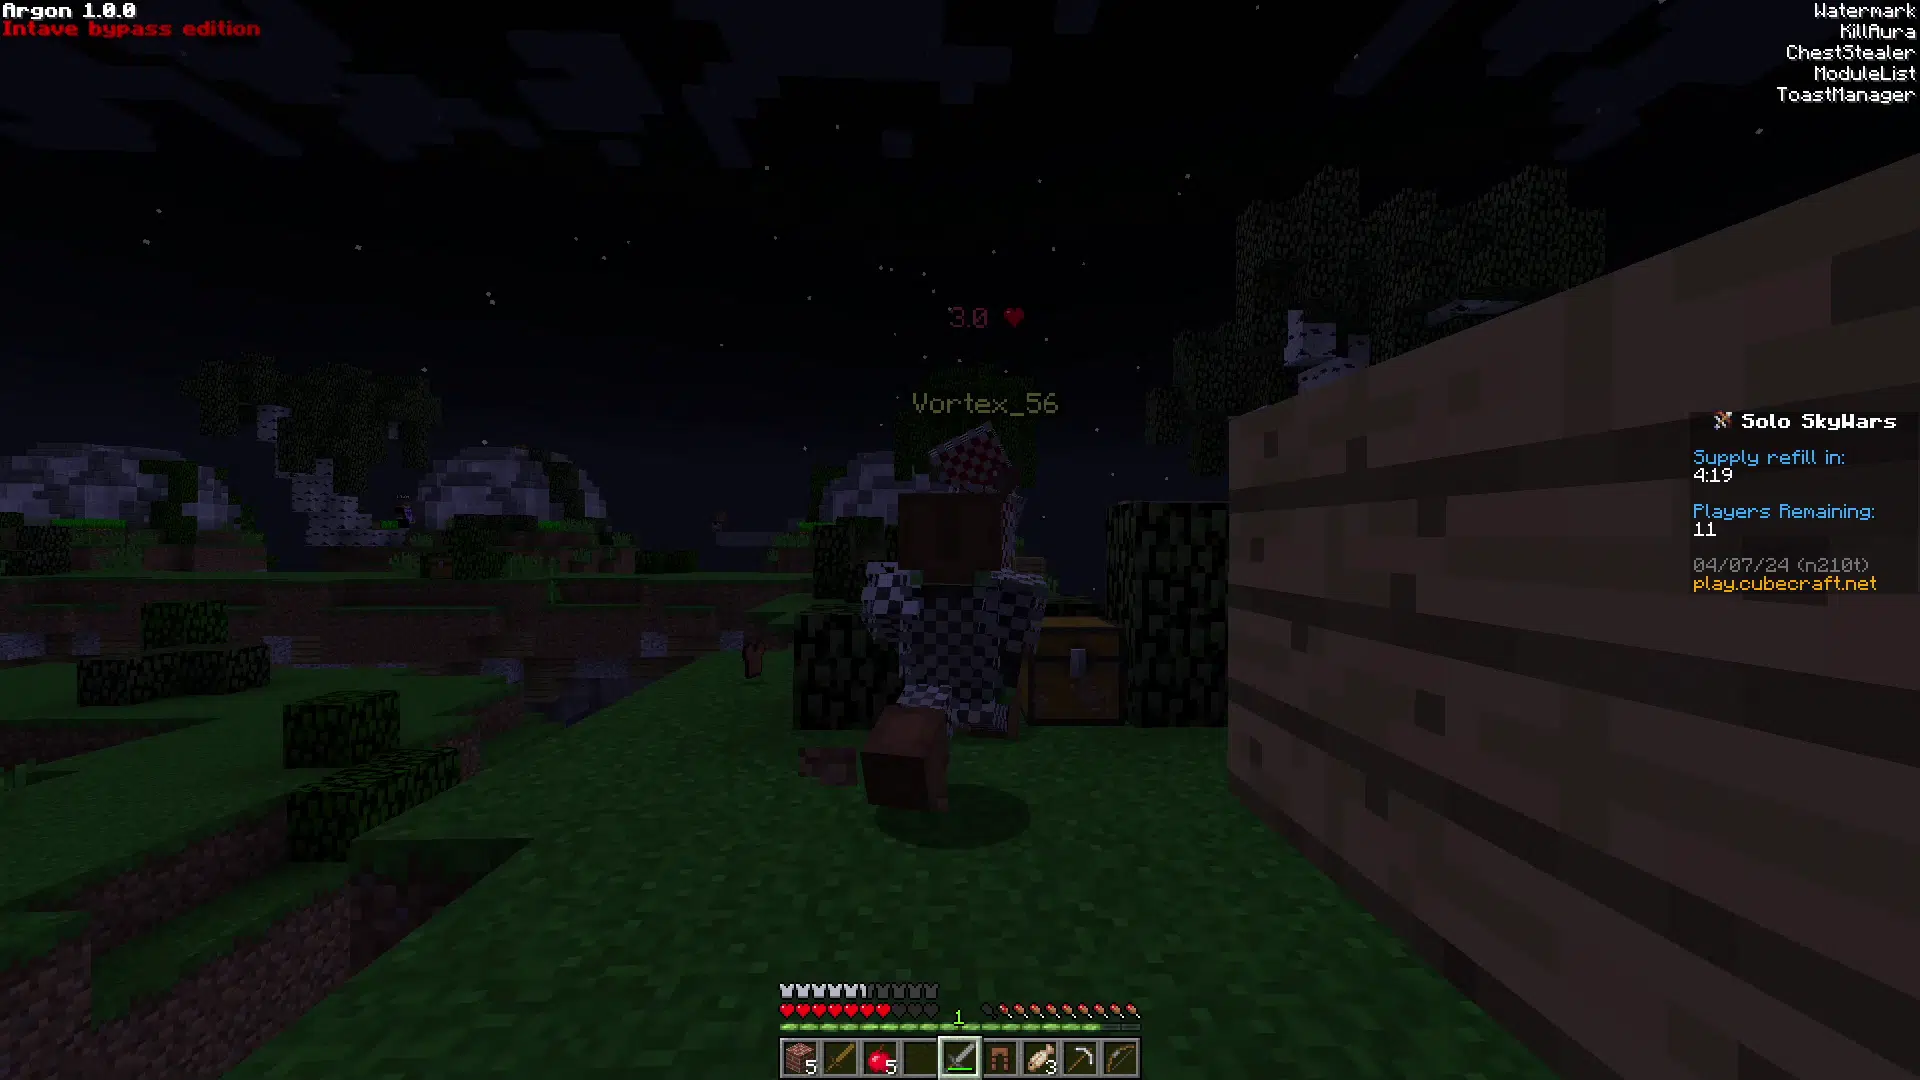 Argon 1.0.0
Intave bypass edition
Watermark
KillAura
ChestStealer
ModuleList
ToastManager
3.0 ❤
Vortex_56
Solo SkyWars
Supply refill in:
4:19
Players Remaining:
11
04/07/24 (n210t)
play.cubecraft.net
1
5
5
3